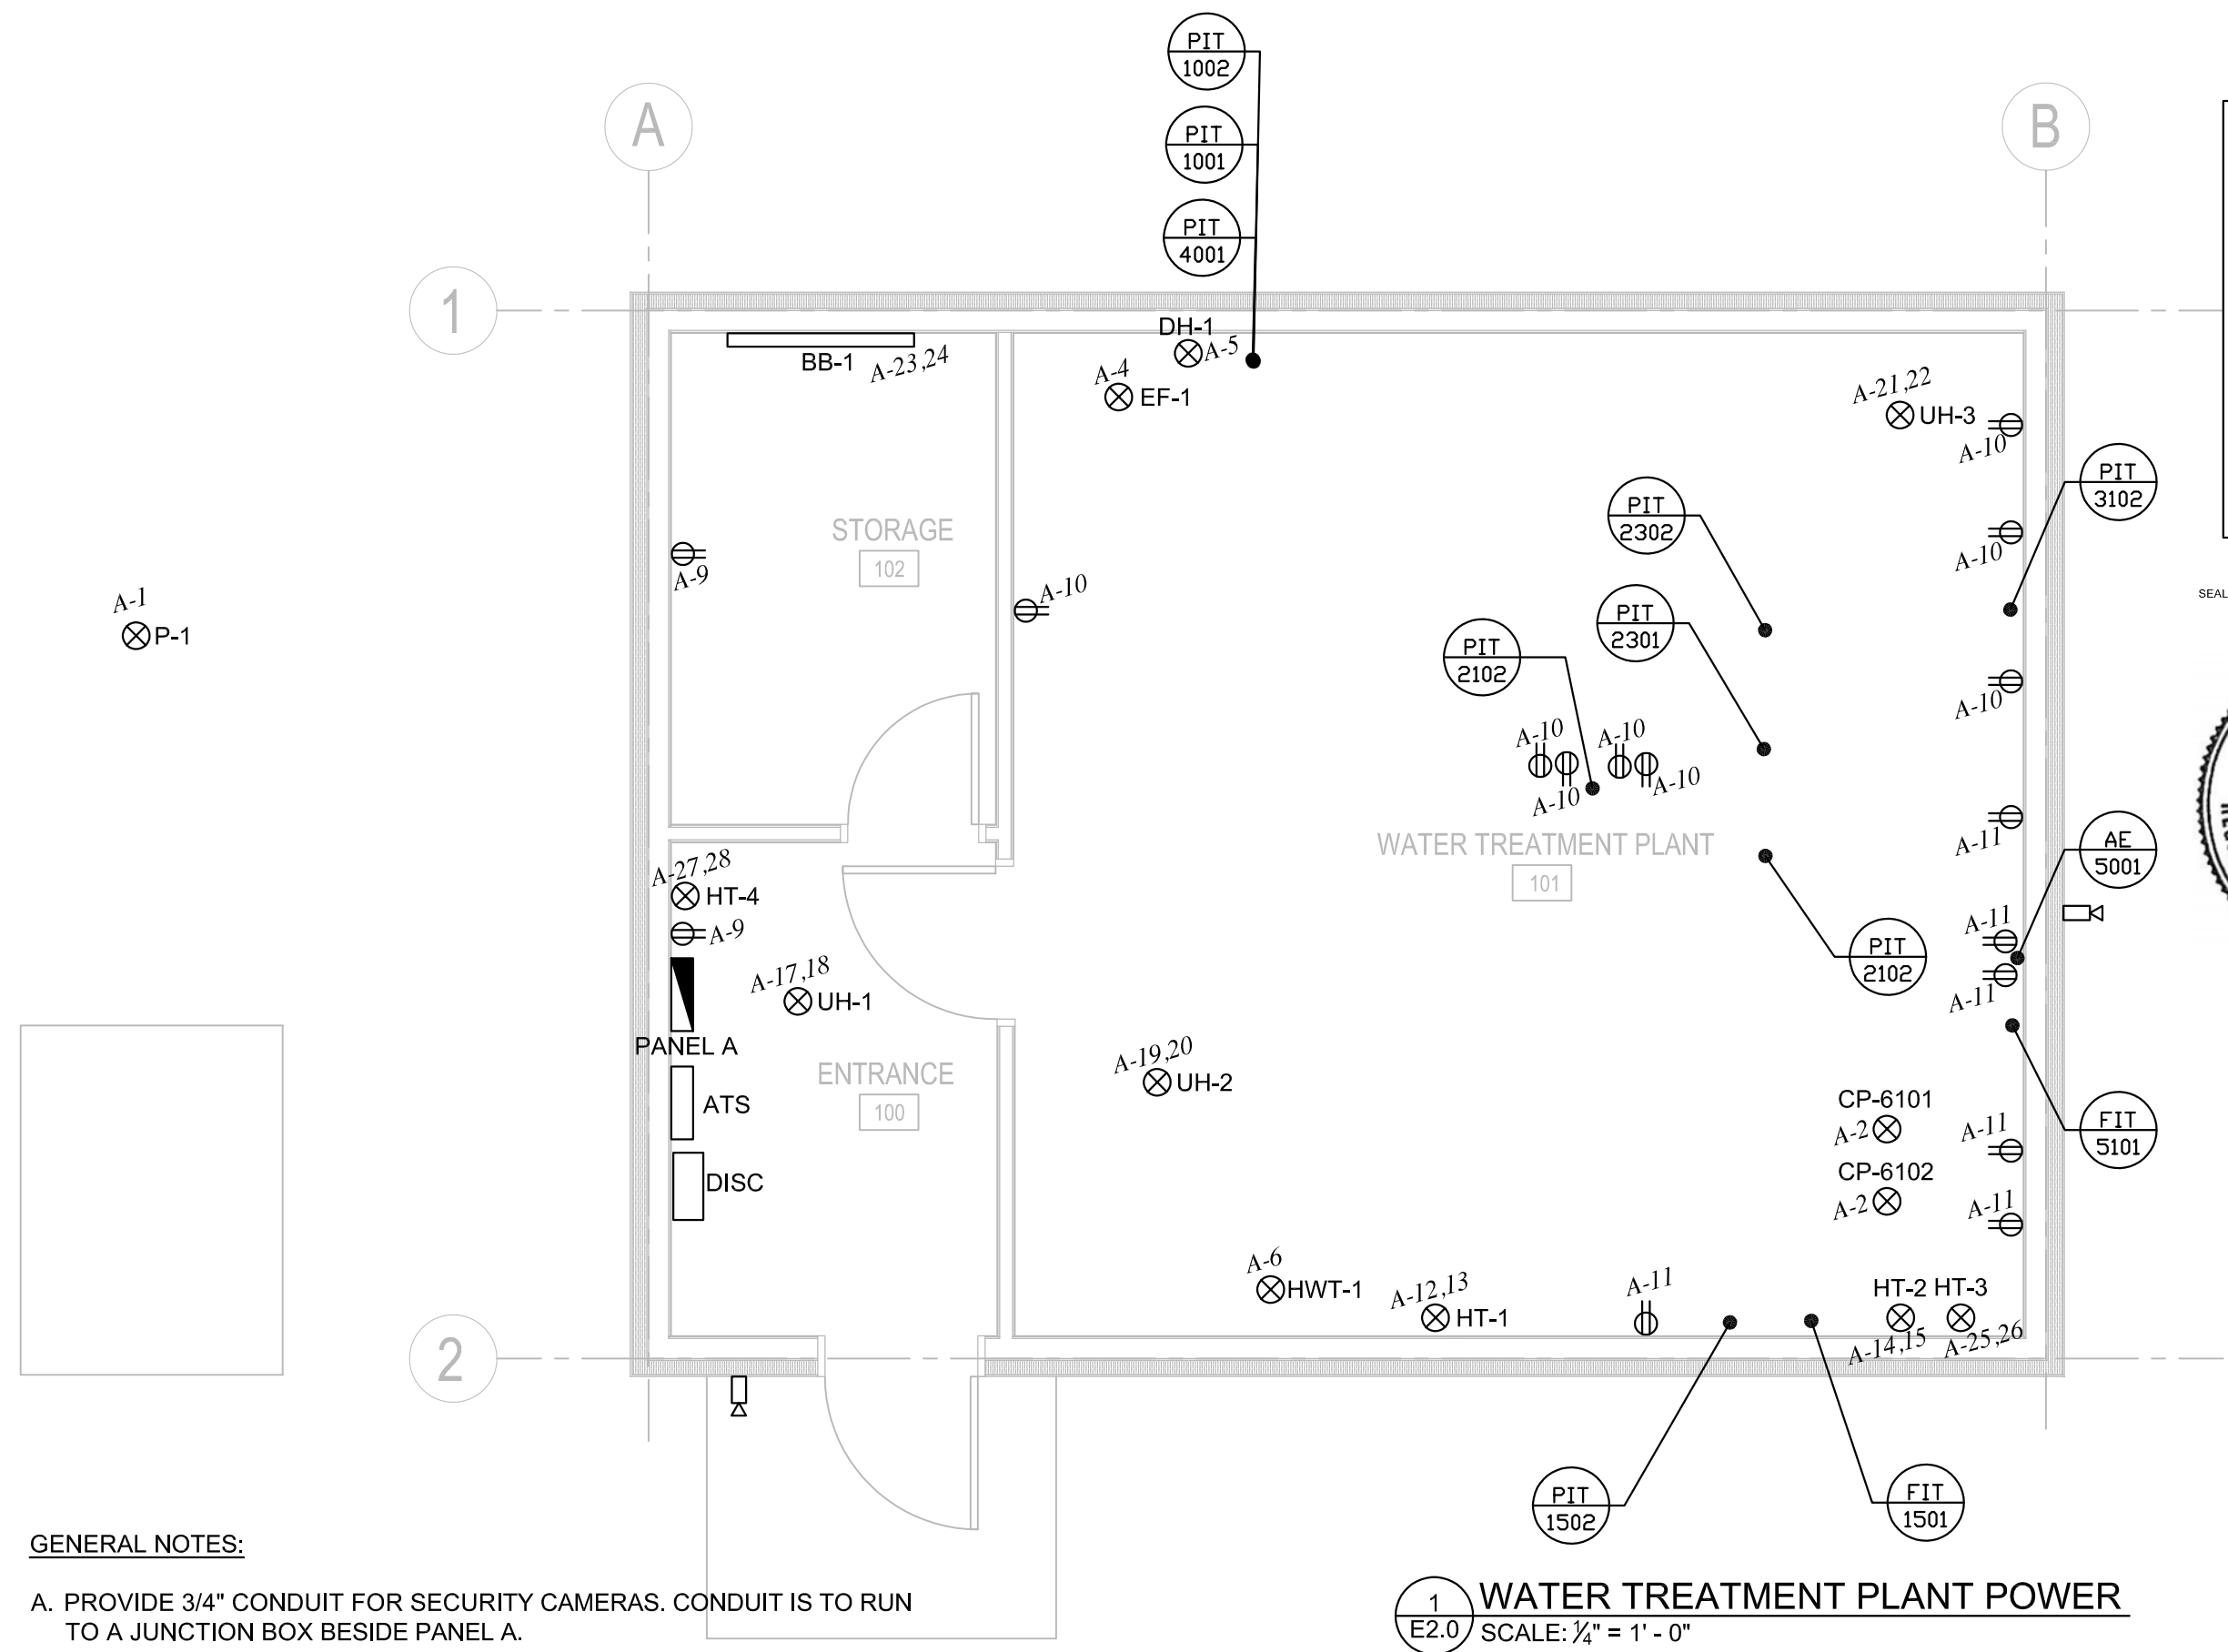 PIT
1002
PIT
1001
PIT
4001
A
B
1
DH-1
A-5
BB-1
A-23,24
A-4
EF-1
A-21,22
UH-3
A-10
PIT
3102
PIT
2302
STORAGE
102
A-9
A-10
A-10
SEAL
A-1
P-1
PIT
2301
PIT
2102
A-10
A-10
A-10
A-10
A-10
WATER TREATMENT PLANT
101
A-11
AE
5001
A-27,28
HT-4
A-9
A-11
PIT
2102
A-17,18
UH-1
A-11
PANEL A
A-19,20
UH-2
ENTRANCE
100
ATS
CP-6101
A-2
A-11
FIT
5101
DISC
CP-6102
A-2
A-11
A-6
HWT-1
A-12,13
HT-1
A-11
HT-2
HT-3
A-14,15
A-25,26
2
PIT
1502
FIT
1501
GENERAL NOTES:
A. PROVIDE 3/4" CONDUIT FOR SECURITY CAMERAS. CONDUIT IS TO RUN
TO A JUNCTION BOX BESIDE PANEL A.
1
E2.0
WATER TREATMENT PLANT POWER
SCALE: ¼" = 1' - 0"